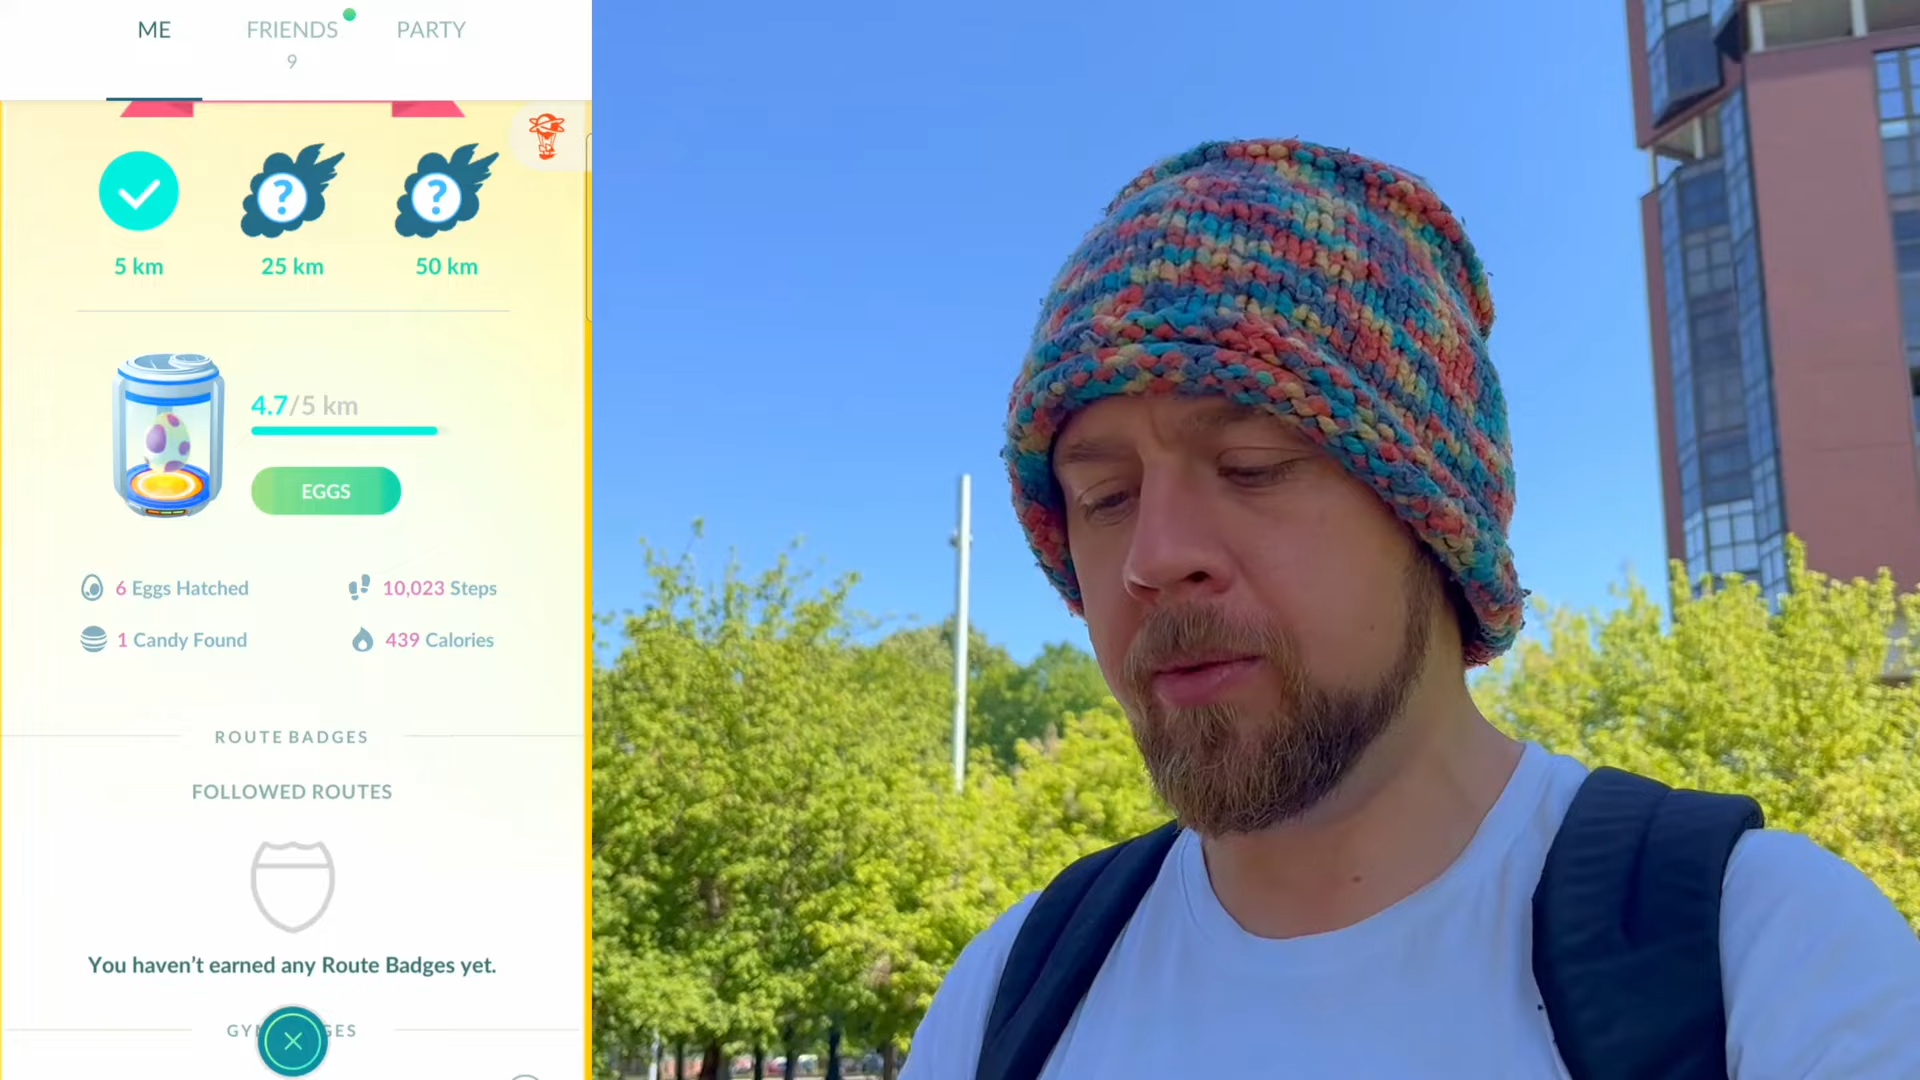 ME
FRIENDS
9
PARTY
?
?
5 km
25 km
50 km
4.7/5 km
EGGS
6 Eggs Hatched
10,023 Steps
1 Candy Found
439 Calories
ROUTE BADGES
FOLLOWED ROUTES
You haven't earned any Route Badges yet.